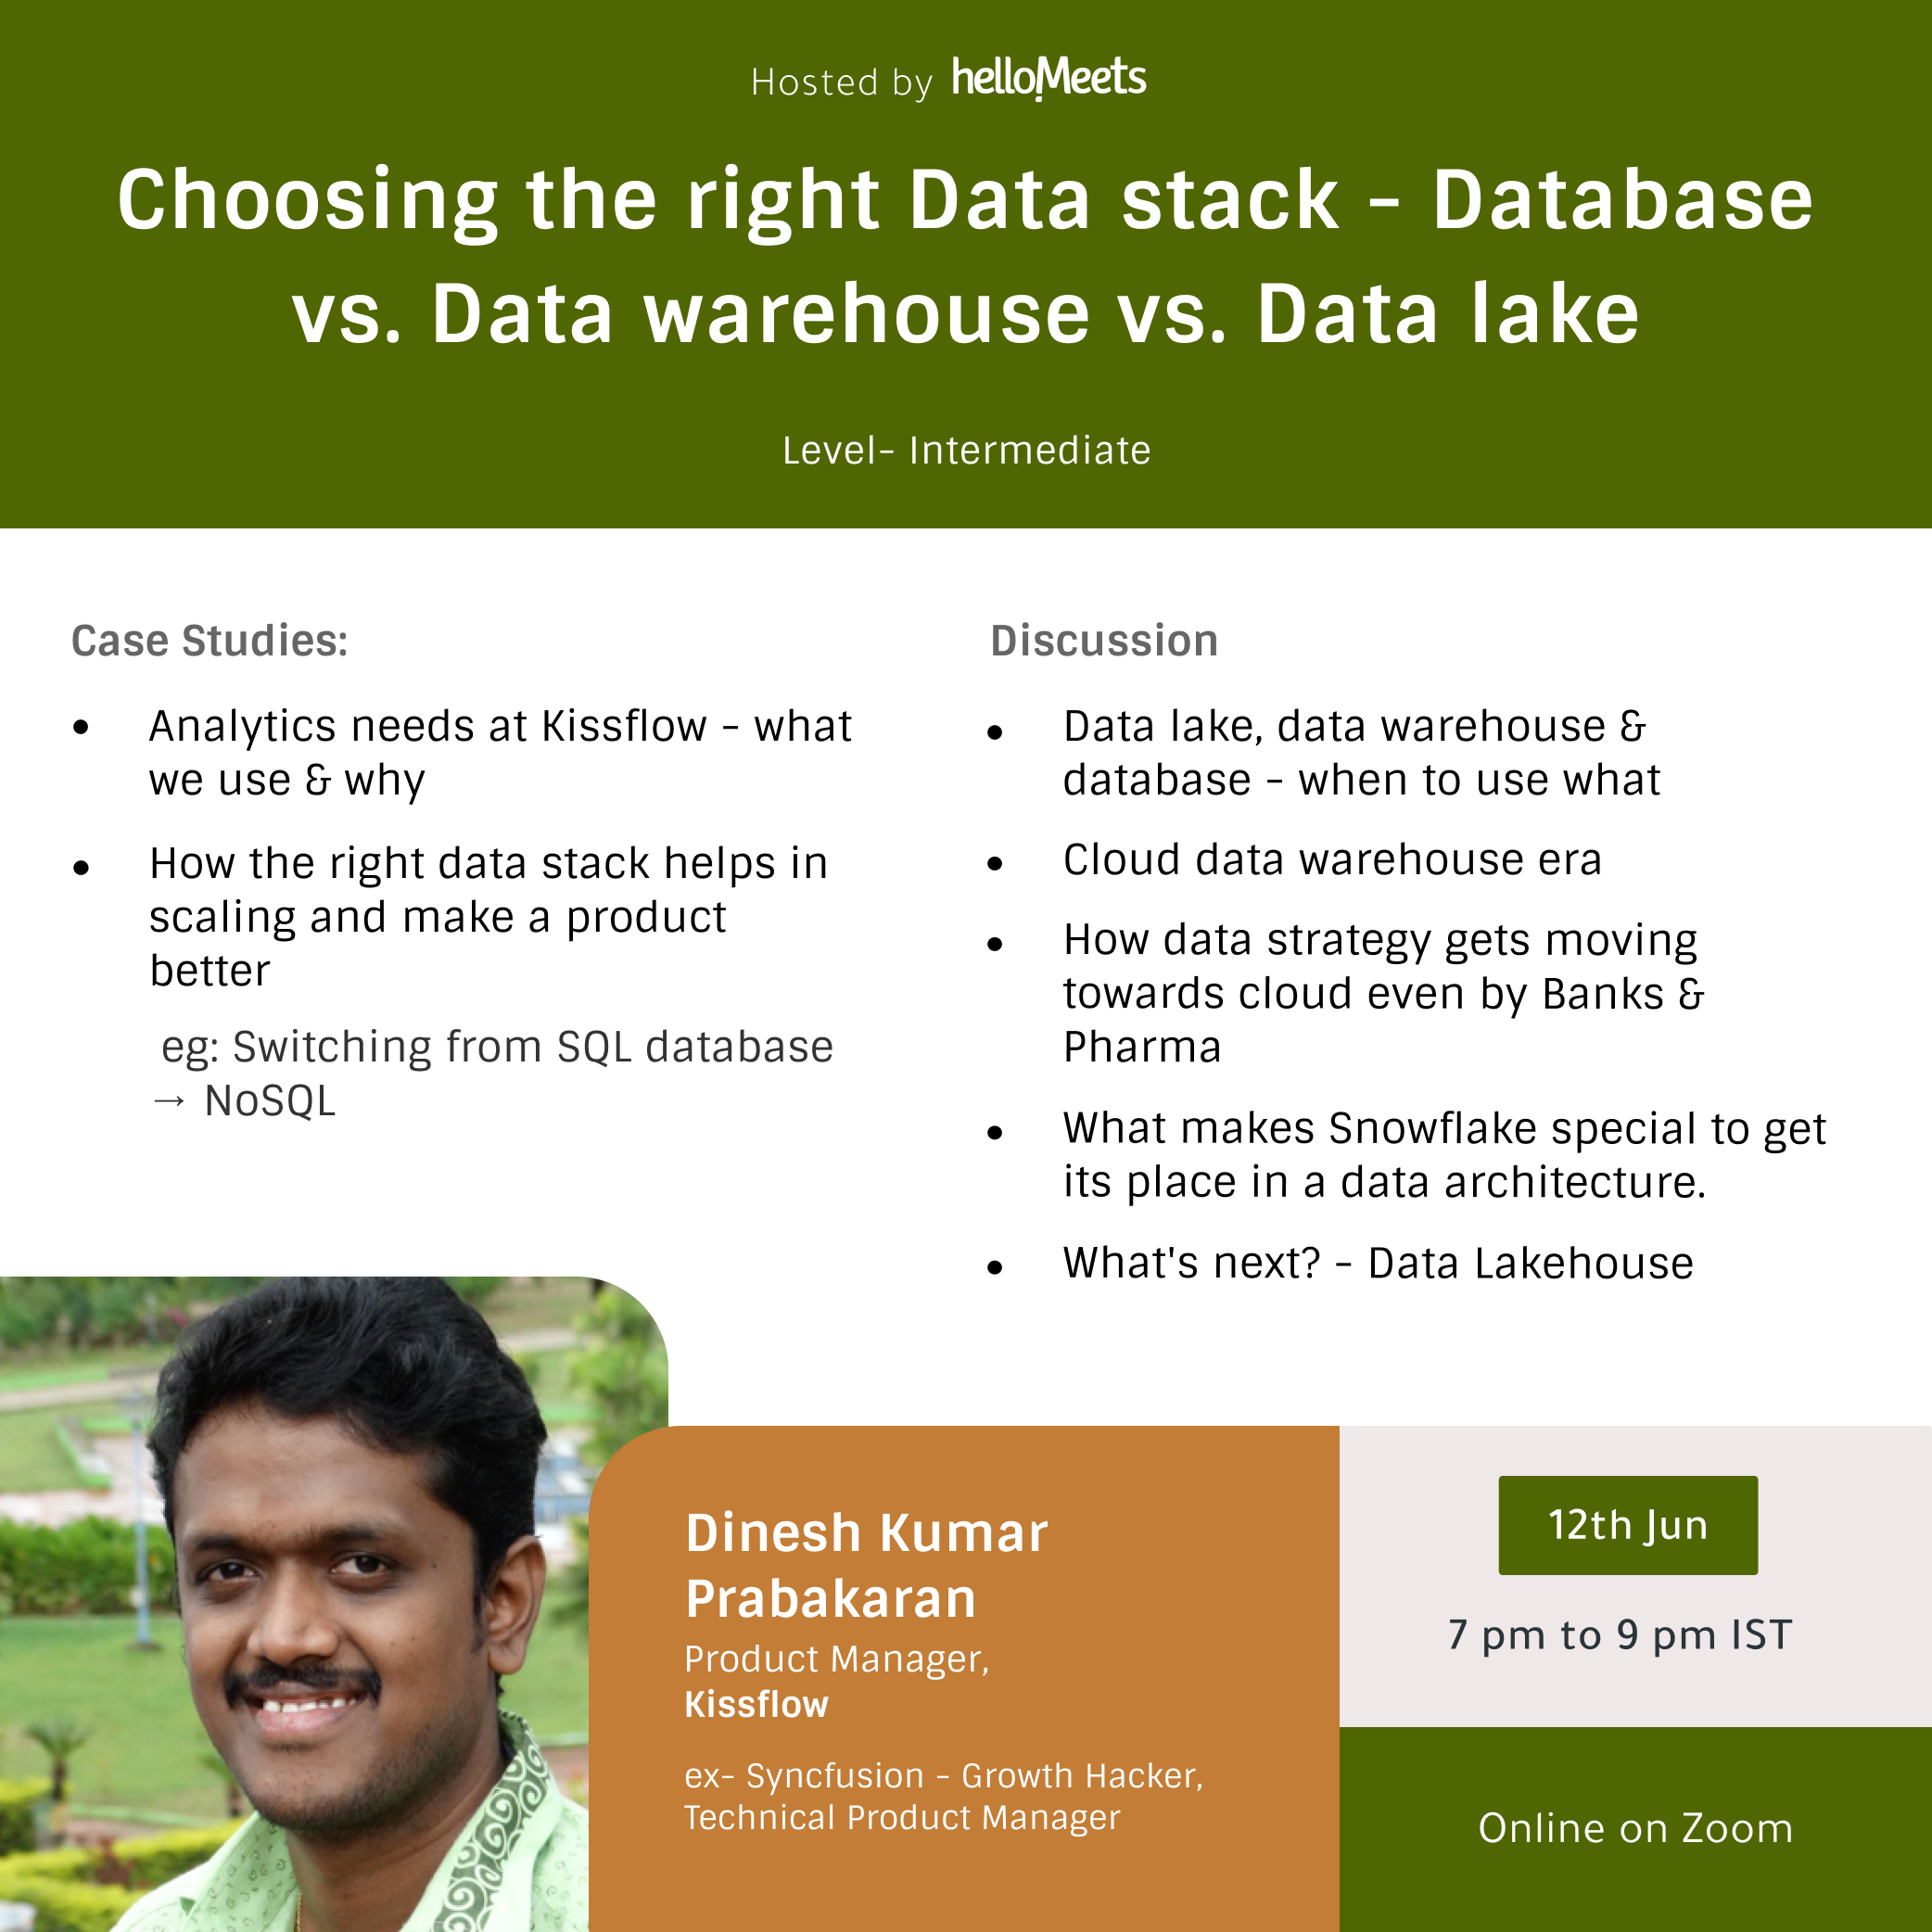 Hosted by helloMeets
Choosing the right Data stack - Database
vs. Data warehouse vs. Data lake
Level- Intermediate
Case Studies:
• Analytics needs at Kissflow - what
we use & why
• How the right data stack helps in
scaling and make a product
better
eg: Switching from SQL database
→ NoSQL
Discussion
• Data lake, data warehouse &
database - when to use what
• Cloud data warehouse era
• How data strategy gets moving
towards cloud even by Banks &
Pharma
• What makes Snowflake special to get
its place in a data architecture.
• What's next? - Data Lakehouse
Dinesh Kumar
Prabakaran
Product Manager,
Kissflow
ex- Syncfusion - Growth Hacker,
Technical Product Manager
12th Jun
7 pm to 9 pm IST
Online on Zoom